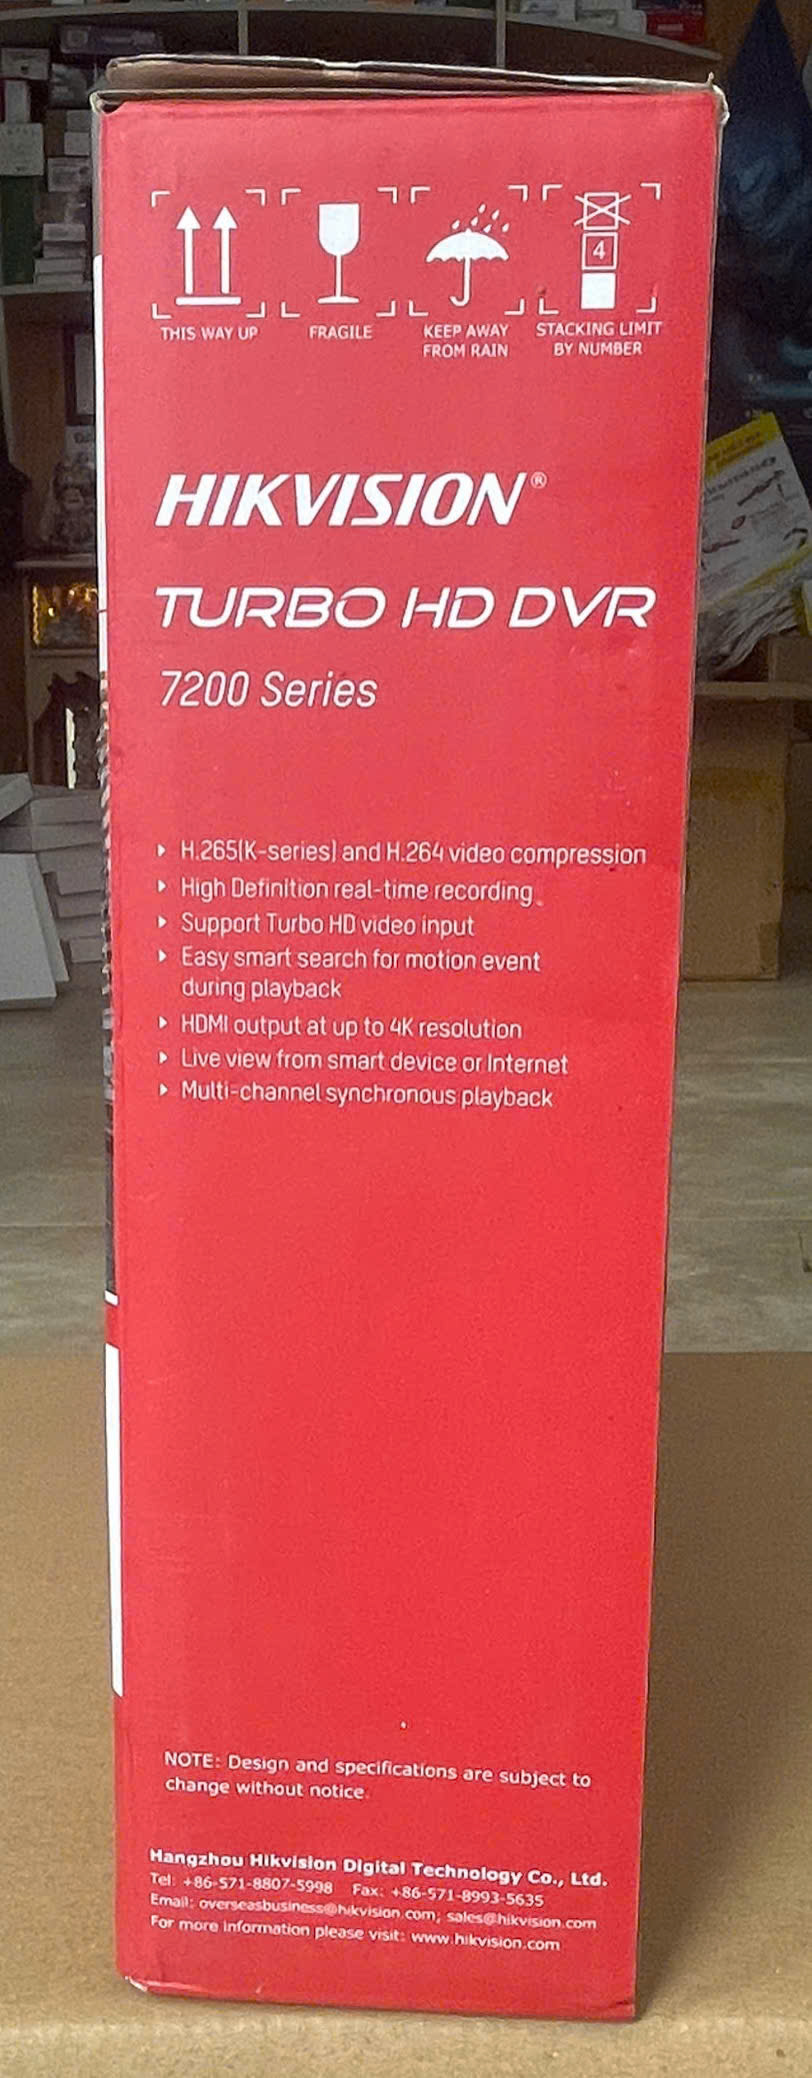 THIS WAY UP
FRAGILE
KEEP AWAY
FROM RAIN
4
STACKING LIMIT
BY NUMBER
HIKVISION®
TURBO HD DVR
7200 Series
‣ H.265(K-series) and H.264 video compression
‣ High Definition real-time recording
‣ Support Turbo HD video input
‣ Easy smart search for motion event
during playback
‣ HDMI output at up to 4K resolution
‣ Live view from smart device or Internet
‣ Multi-channel synchronous playback
NOTE: Design and specifications are subject to
change without notice.
Hangzhou Hikvision Digital Technology Co., Ltd.
Tel: +86-571-8807-5998 Fax: +86-571-8993-5635
Email: overseasbusiness@hikvision.com; sales@hikvision.com
For more information please visit: www.hikvision.com